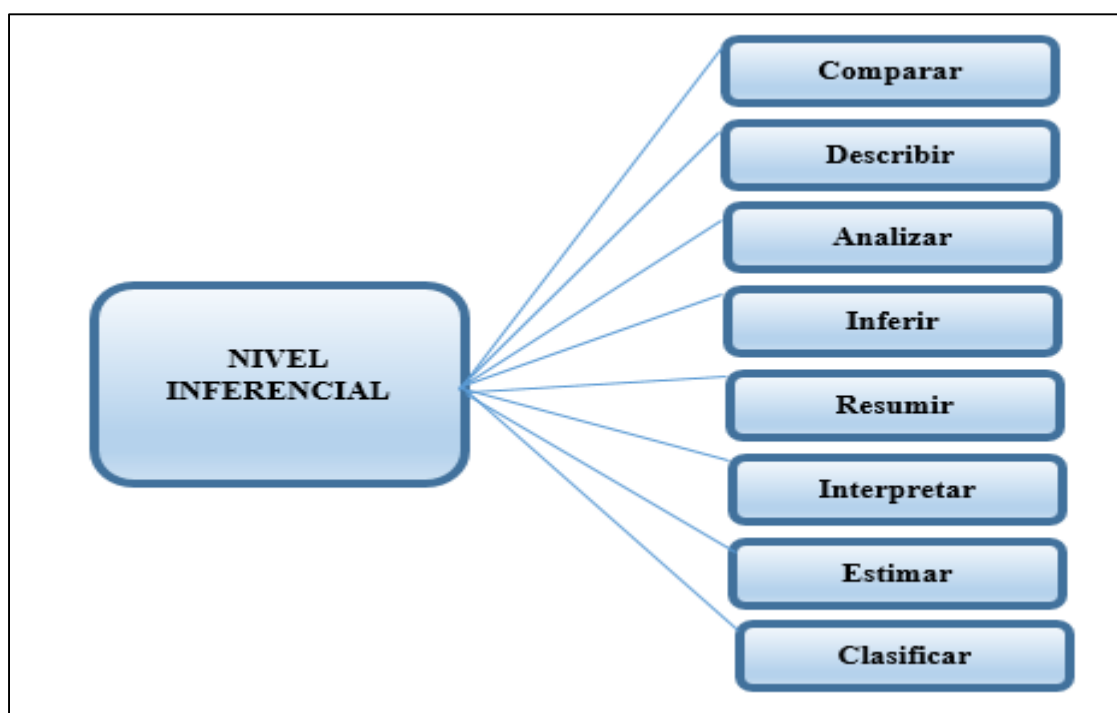 NIVEL
INFERENCIAL
Comparar
Describir
Analizar
Inferir
Resumir
Interpretar
Estimar
Clasificar